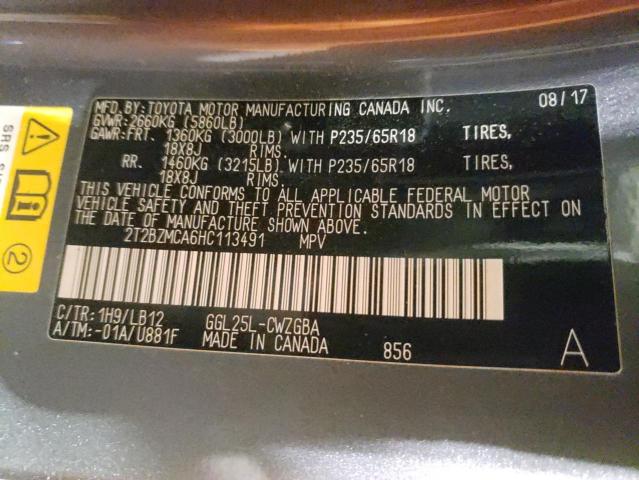 MFD. BY: TOYOTA MOTOR MANUFACTURING CANADA INC. 08/17
GVWR: 2660KG (5860LB)
GAWR: FRT. 1360KG (3000LB) WITH P235/65R18 TIRES,
18X8J RIMS.
RR. 1460KG (3215LB) WITH P235/65R18 TIRES,
18X8J RIMS.
THIS VEHICLE CONFORMS TO ALL APPLICABLE FEDERAL MOTOR
VEHICLE SAFETY AND THEFT PREVENTION STANDARDS IN EFFECT ON
THE DATE OF MANUFACTURE SHOWN ABOVE.
2T2BZMCA6HC113491 MPV
C/TR: 1H9/LB12 GGL25L-CWZGBA
A/TM: -01A/U881F MADE IN CANADA 856 A
SRS
2